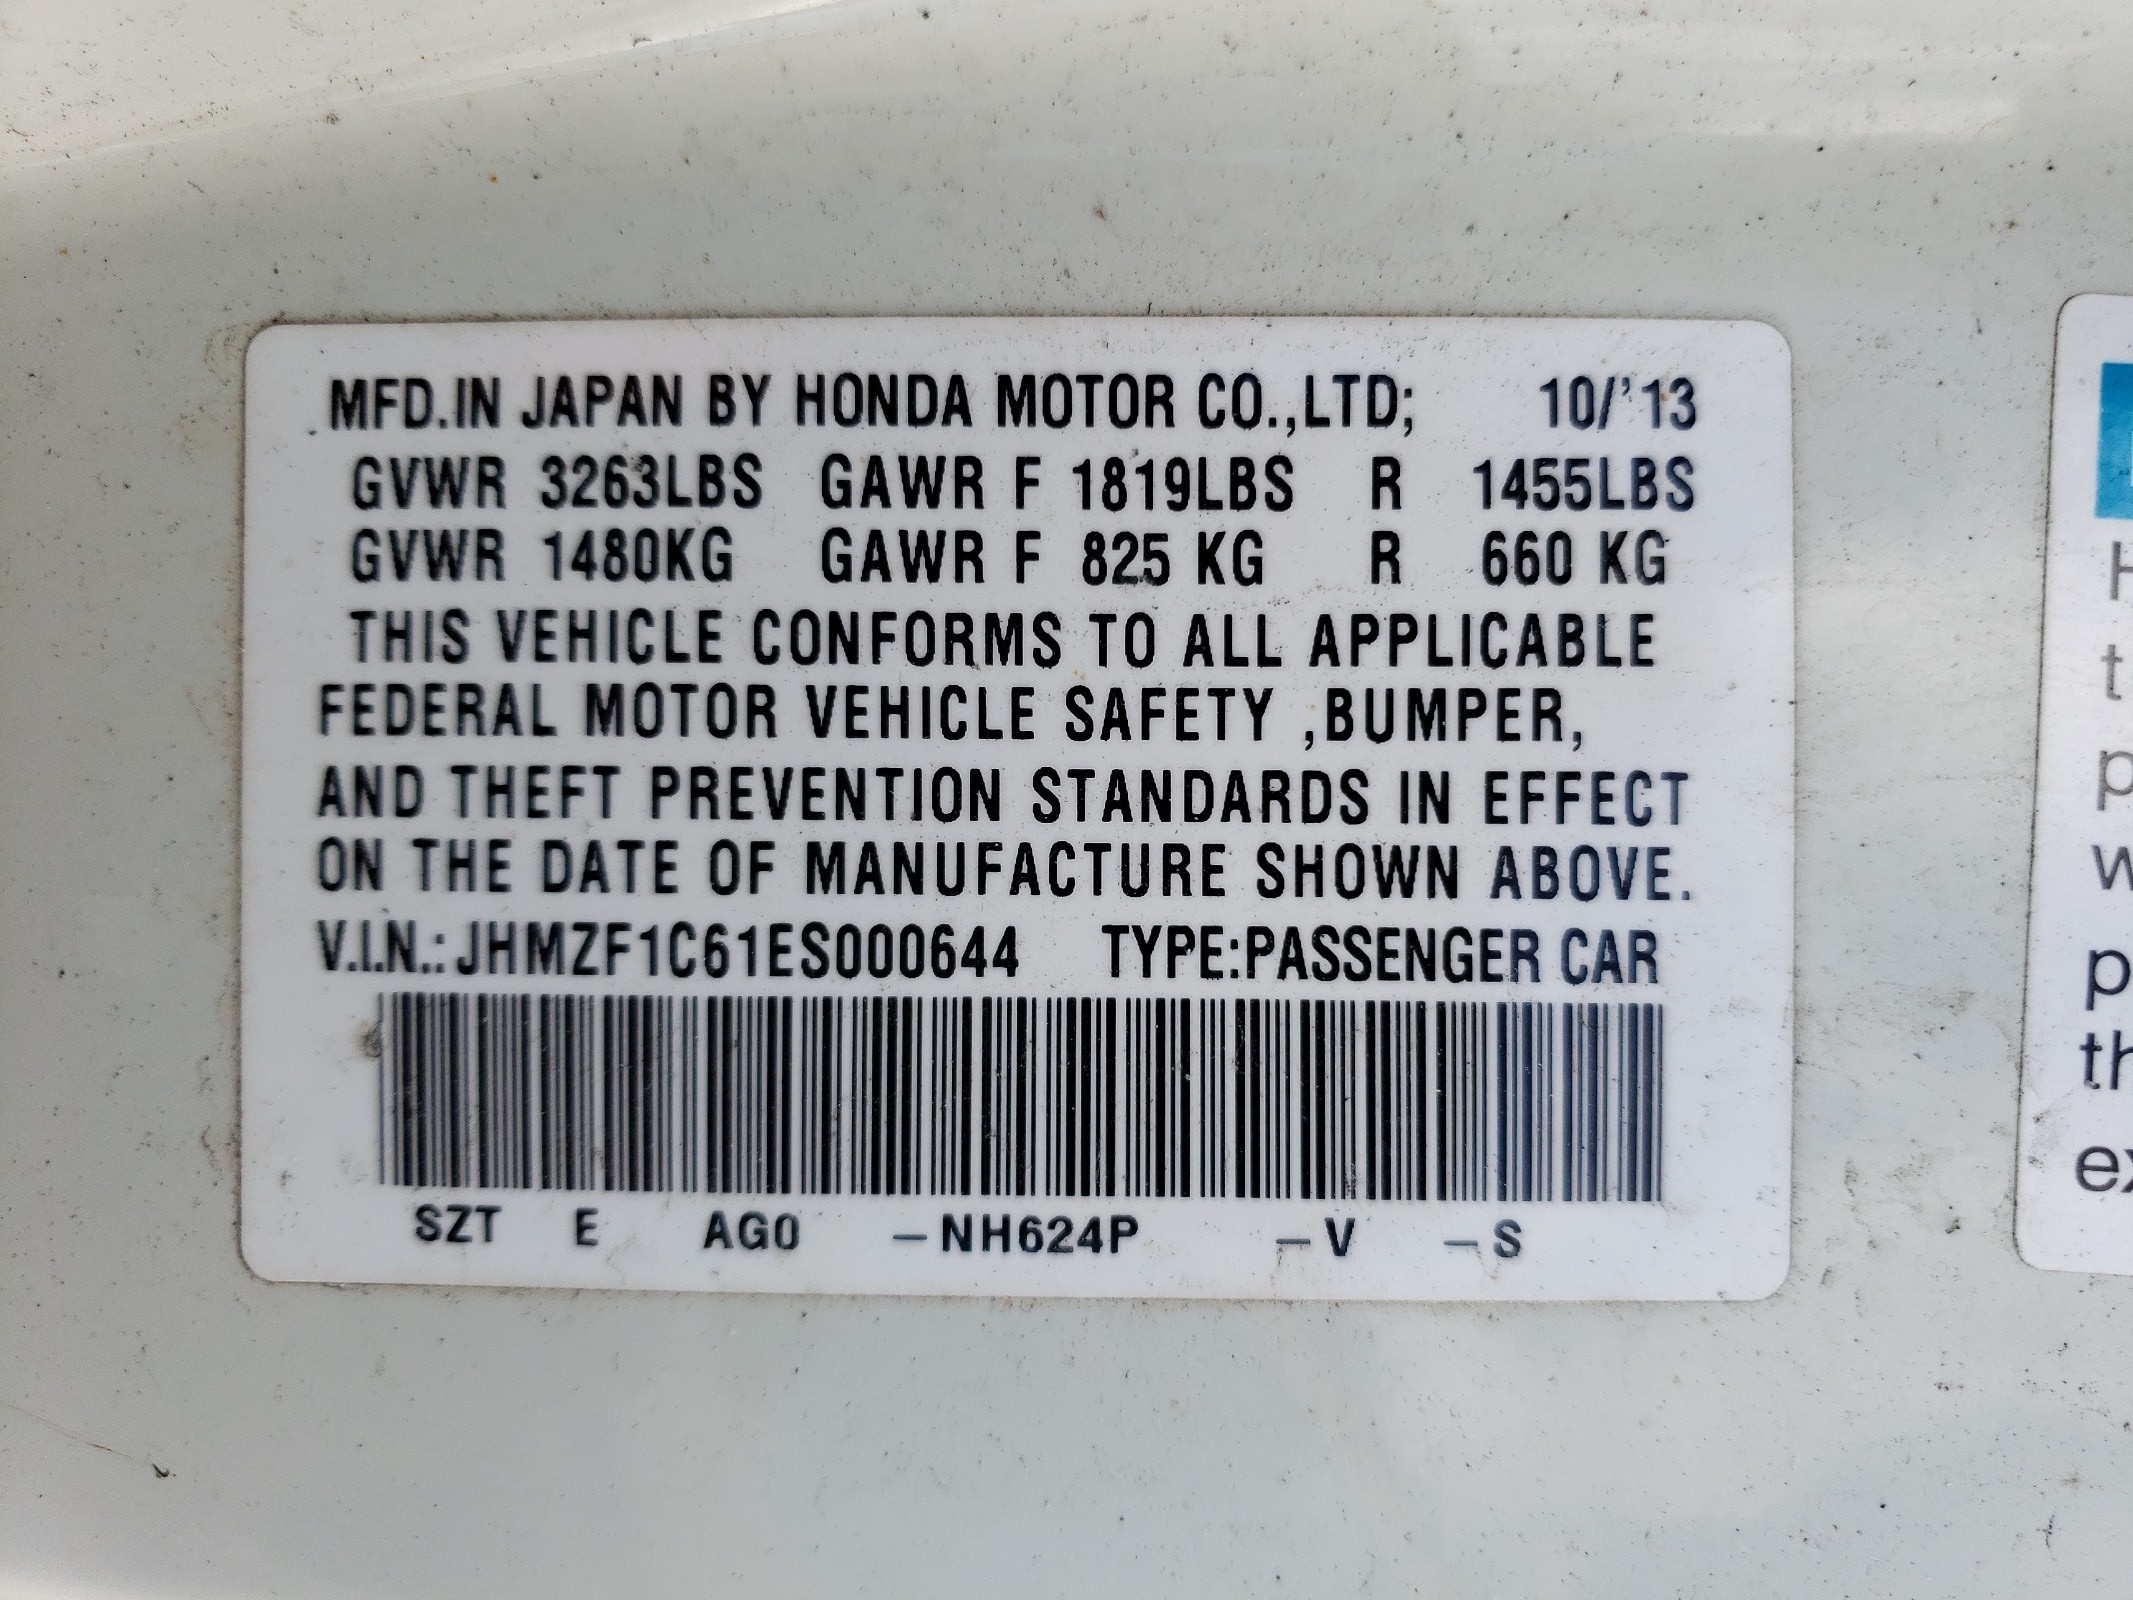 MFD.IN JAPAN BY HONDA MOTOR CO.,LTD; 10/'13
GVWR 3263LBS GAWR F 1819LBS R 1455LBS
GVWR 1480KG GAWR F 825 KG R 660 KG
THIS VEHICLE CONFORMS TO ALL APPLICABLE
FEDERAL MOTOR VEHICLE SAFETY ,BUMPER,
AND THEFT PREVENTION STANDARDS IN EFFECT
ON THE DATE OF MANUFACTURE SHOWN ABOVE.
V.I.N.:JHMZF1C61ES000644 TYPE:PASSENGER CAR
SZT E AG0 –NH624P –V –S